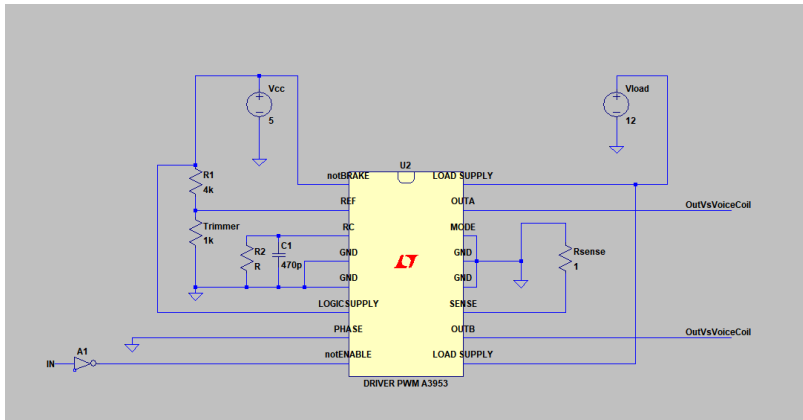 Vcc
5
Vload
12
U2
notBRAKE
LOAD SUPPLY
R1
4k
REF
OUTA
OutVsVoiceCoil
Trimmer
1k
RC
MODE
R2
R
C1
470p
GND
GND
Rsense
1
GND
GND
LOGIC SUPPLY
SENSE
PHASE
OUTB
OutVsVoiceCoil
A1
IN
notENABLE
LOAD SUPPLY
DRIVER PWM A3953